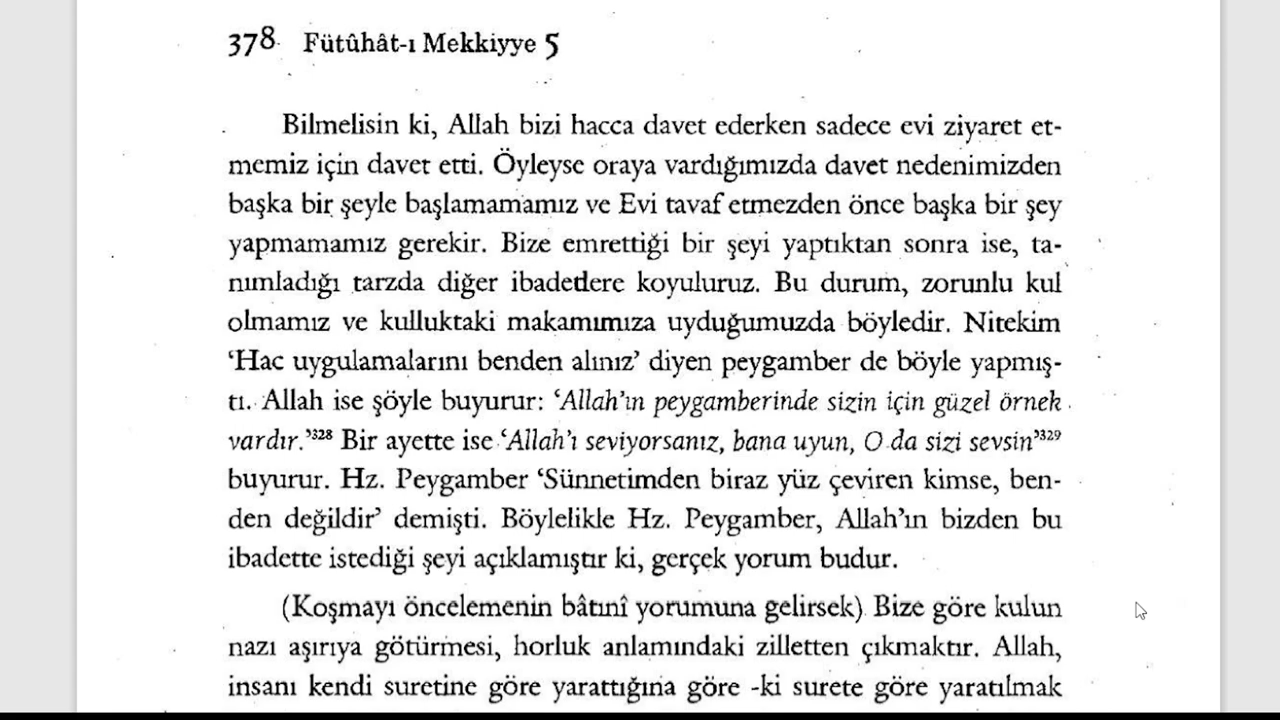 378 Fütûhât-ı Mekkiyye 5
Bilmelisin ki, Allah bizi hacca davet ederken sadece evi ziyaret et-
memiz için davet etti. Öyleyse oraya vardığımızda davet nedenimizden
başka bir şeyle başlamamamız ve Evi tavaf etmezden önce başka bir şey
yapmamamız gerekir. Bize emrettiği bir şeyi yaptıktan sonra ise, ta-
nımladığı tarzda diğer ibadetlere koyuluruz. Bu durum, zorunlu kul
olmamız ve kulluktaki makamımıza uyduğumuzda böyledir. Nitekim
‘Hac uygulamalarını benden alınız’ diyen peygamber de böyle yapmış-
tı. Allah ise şöyle buyurur: ‘Allah’ın peygamberinde sizin için güzel örnek
vardır.’328 Bir ayette ise ‘Allah’ı seviyorsanız, bana uyun, O da sizi sevsin’329
buyurur. Hz. Peygamber ‘Sünnetimden biraz yüz çeviren kimse, ben-
den değildir’ demişti. Böylelikle Hz. Peygamber, Allah’ın bizden bu
ibadette istediği şeyi açıklamıştır ki, gerçek yorum budur.
(Koşmayı öncelemenin bâtınî yorumuna gelirsek) Bize göre kulun
nazı aşırıya götürmesi, horluk anlamındaki zilletten çıkmaktır. Allah,
insanı kendi suretine göre yarattığına göre -ki surete göre yaratılmak